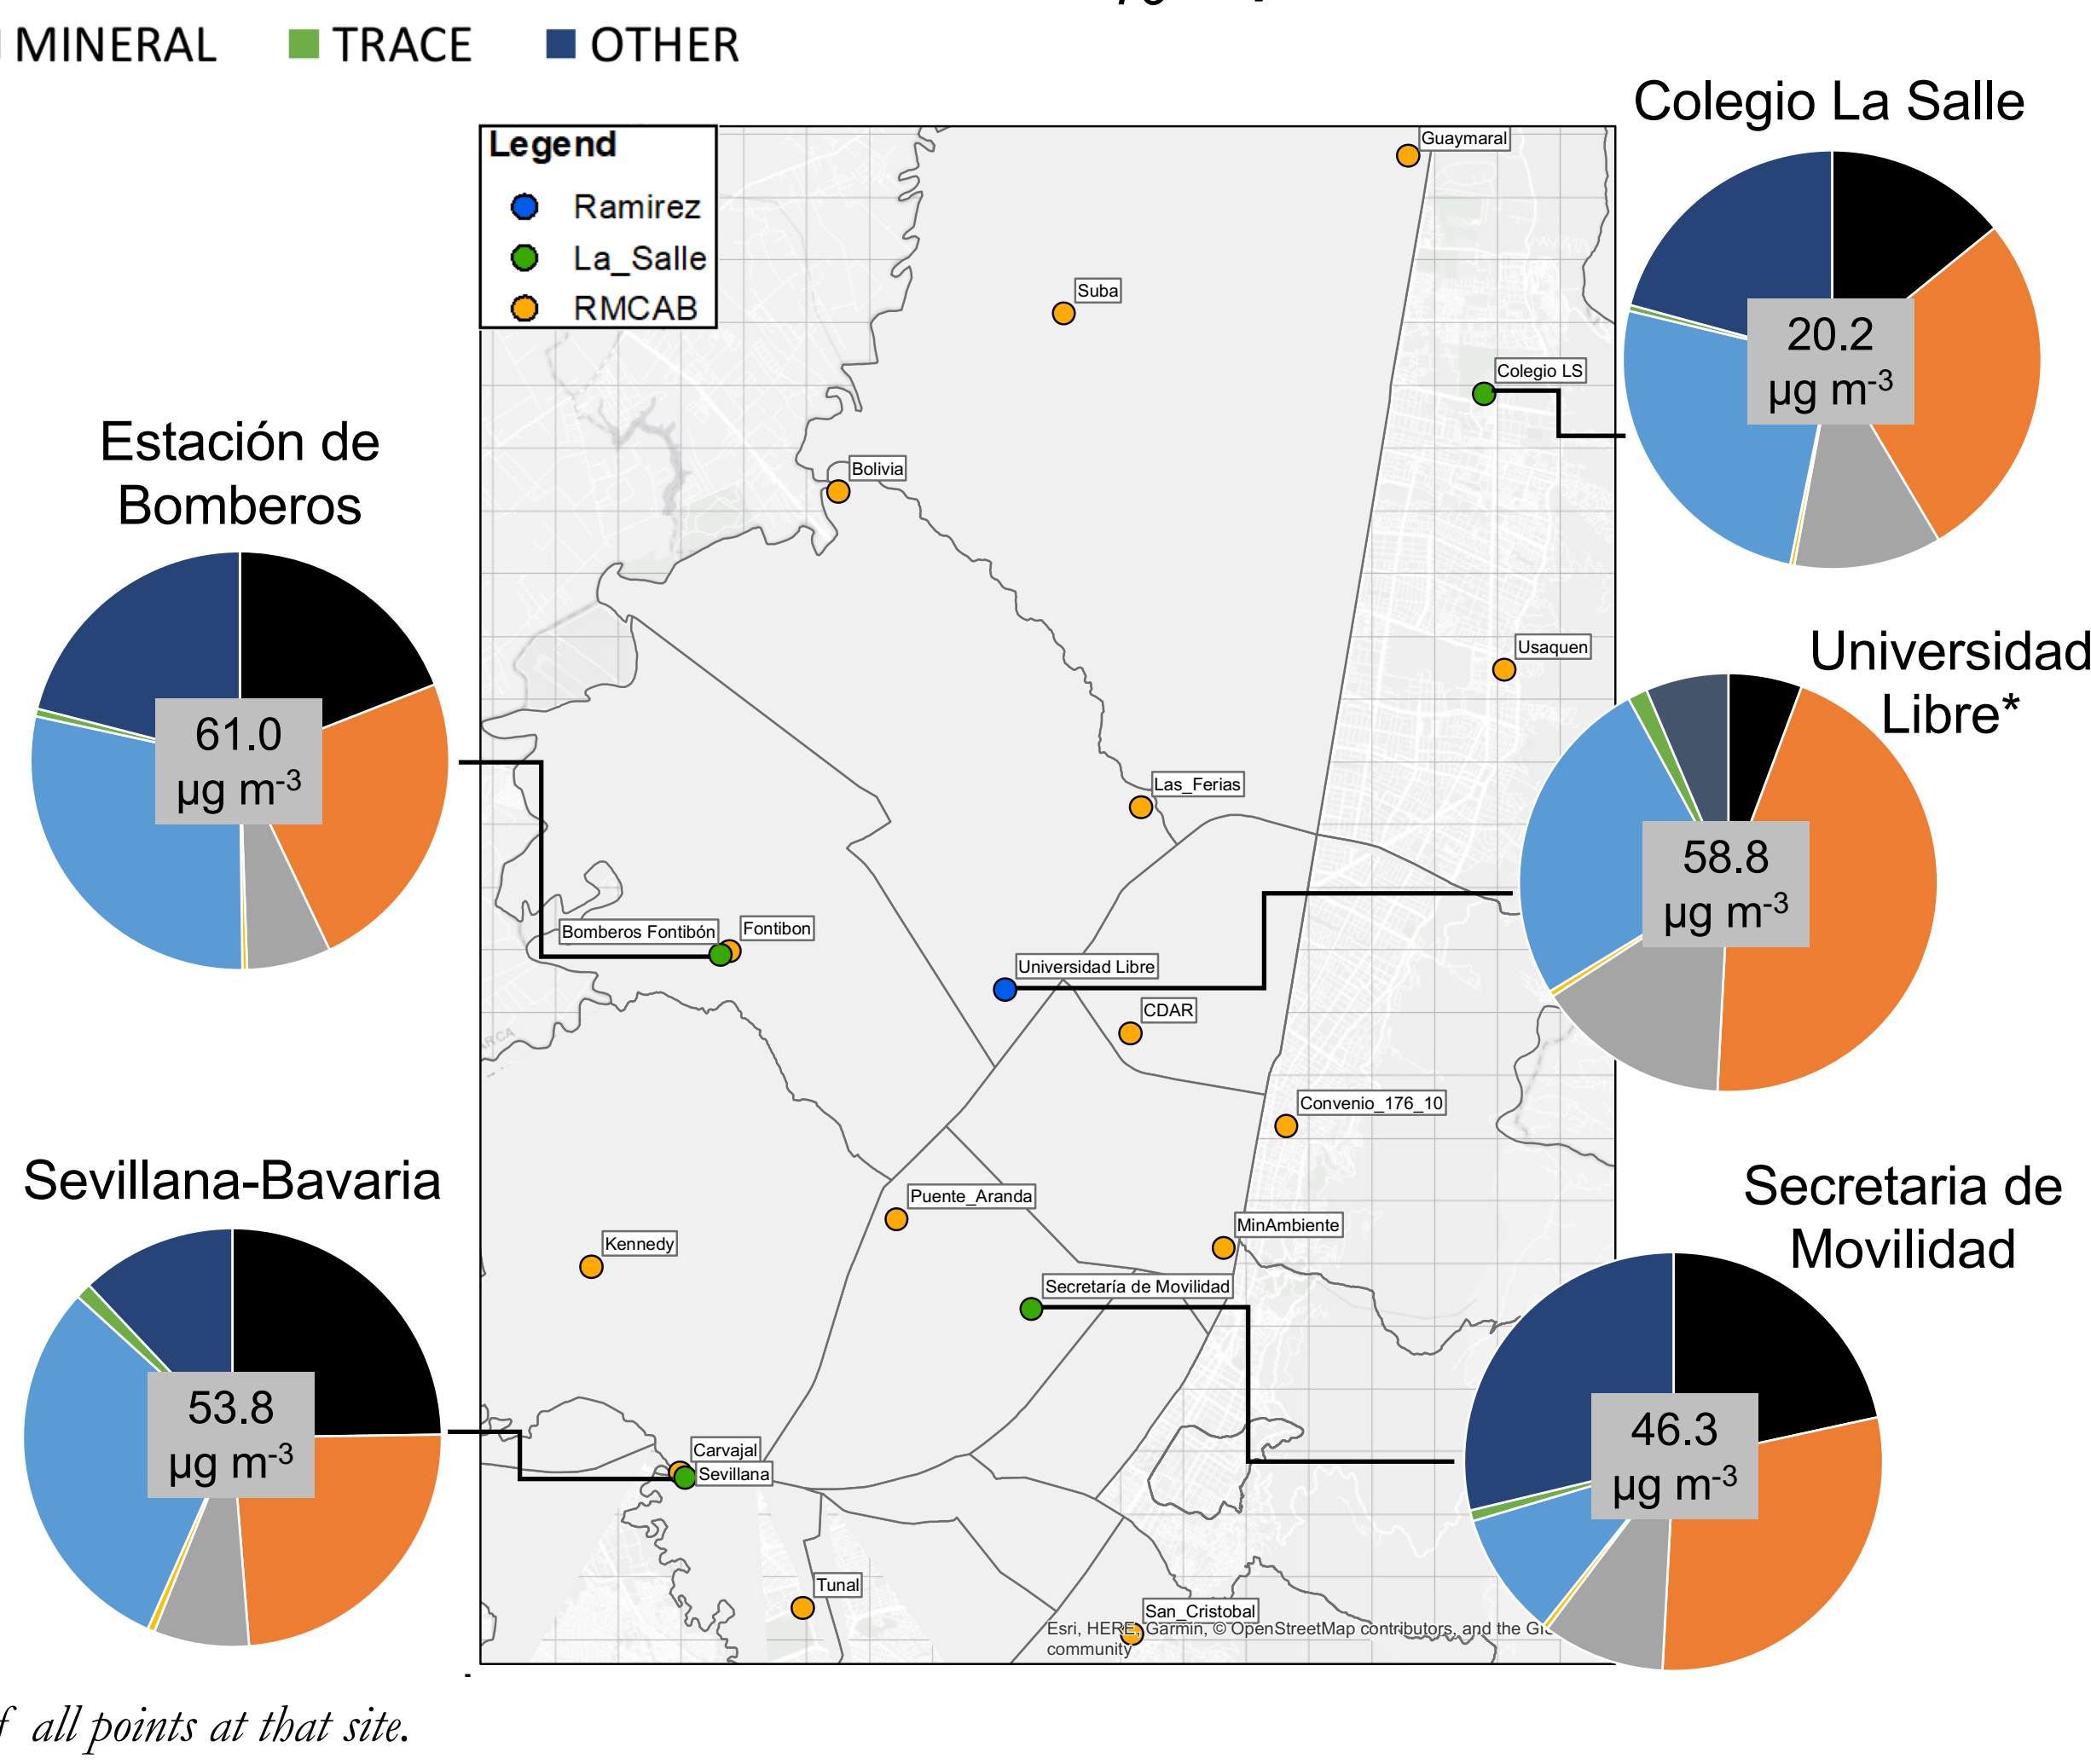 MINERAL TRACE OTHER
Colegio La Salle
20.2
µg m-3
Legend
Ramirez
La_Salle
RMCAB
Guaymaral
Suba
Colegio LS
Bolivia
Estación de
Bomberos
61.0
µg m-3
Usaquen
Universidad
Libre*
58.8
µg m-3
Las_Ferias
Bomberos Fontibón
Fontibon
Universidad Libre
CDAR
Convenio_176_10
Sevillana-Bavaria
53.8
µg m-3
Puente_Aranda
MinAmbiente
Kennedy
Secretaría de Movilidad
Secretaria de
Movilidad
46.3
µg m-3
Carvajal
Sevillana
Tunal
San_Cristobal
Esri, HERE, Garmin, © OpenStreetMap contributors, and the
community
all points at that site.